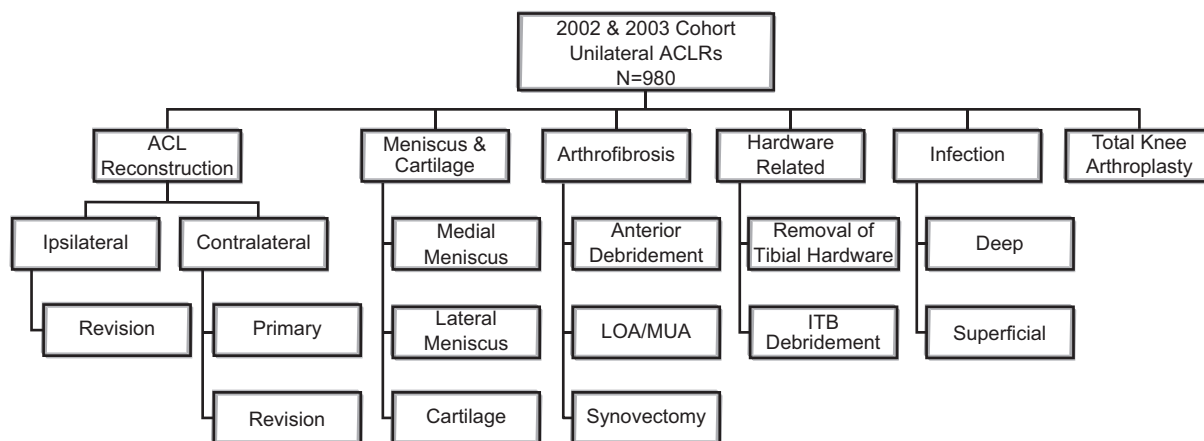 2002 & 2003 Cohort
Unilateral ACLRs
N=980
ACL
Reconstruction
Meniscus &
Cartilage
Arthrofibrosis
Hardware
Related
Infection
Total Knee
Arthroplasty
Ipsilateral
Contralateral
Medial
Meniscus
Anterior
Debridement
Removal of
Tibial Hardware
Deep
Revision
Primary
Lateral
Meniscus
LOA/MUA
ITB
Debridement
Superficial
Revision
Cartilage
Synovectomy